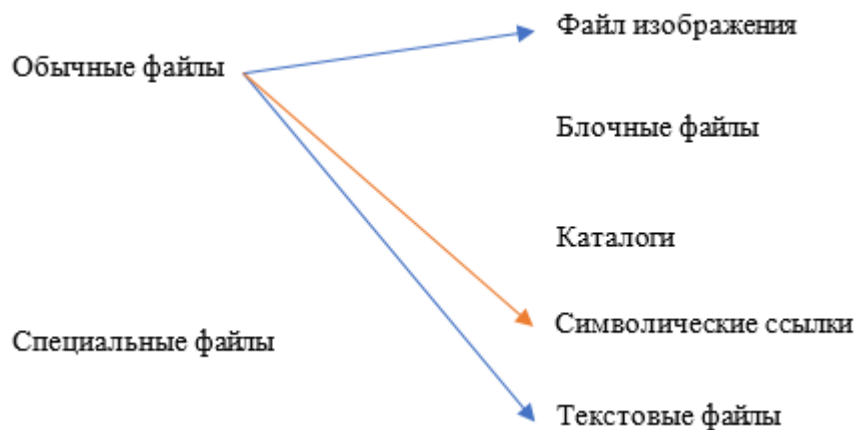 Обычные файлы
Специальные файлы
Файл изображения
Блочные файлы
Каталоги
Символические ссылки
Текстовые файлы